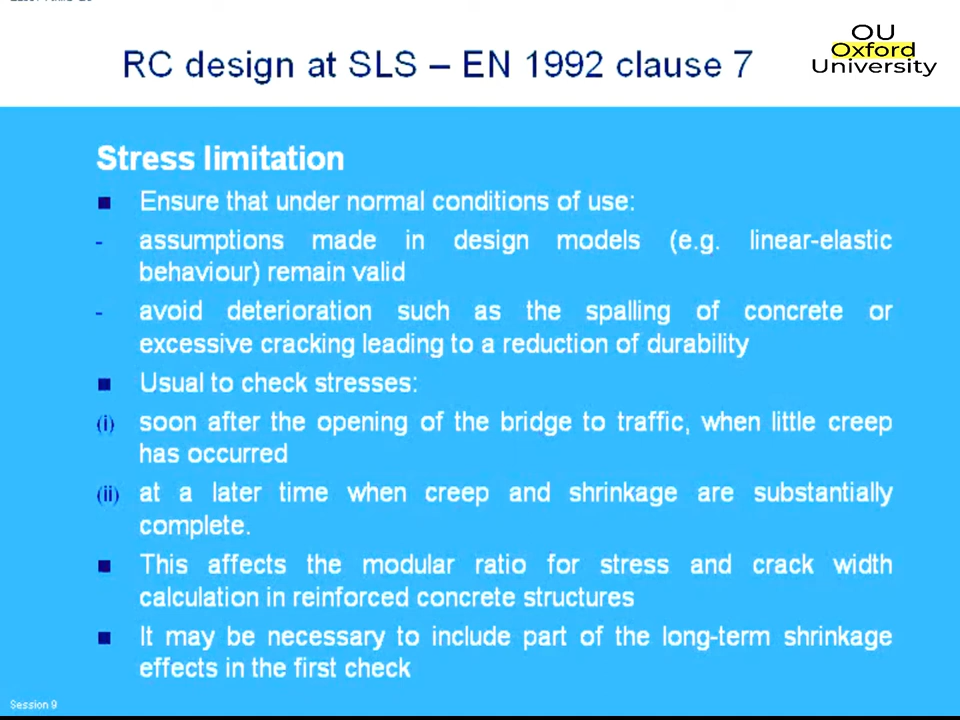 RC design at SLS – EN 1992 clause 7
OU
Oxford
University
Stress limitation
■ Ensure that under normal conditions of use:
- assumptions made in design models (e.g. linear-elastic
behaviour) remain valid
- avoid deterioration such as the spalling of concrete or
excessive cracking leading to a reduction of durability
■ Usual to check stresses:
(i) soon after the opening of the bridge to traffic, when little creep
has occurred
(ii) at a later time when creep and shrinkage are substantially
complete.
■ This affects the modular ratio for stress and crack width
calculation in reinforced concrete structures
■ It may be necessary to include part of the long-term shrinkage
effects in the first check
Session 9